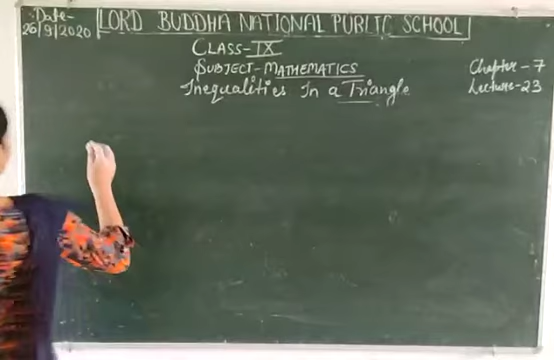 Date-
26/9/2020
LORD BUDDHA NATIONAL PUBLIC SCHOOL
CLASS-IX
SUBJECT-MATHEMATICS
Chapter-7
Inequalities In a Triangle
Lecture-23